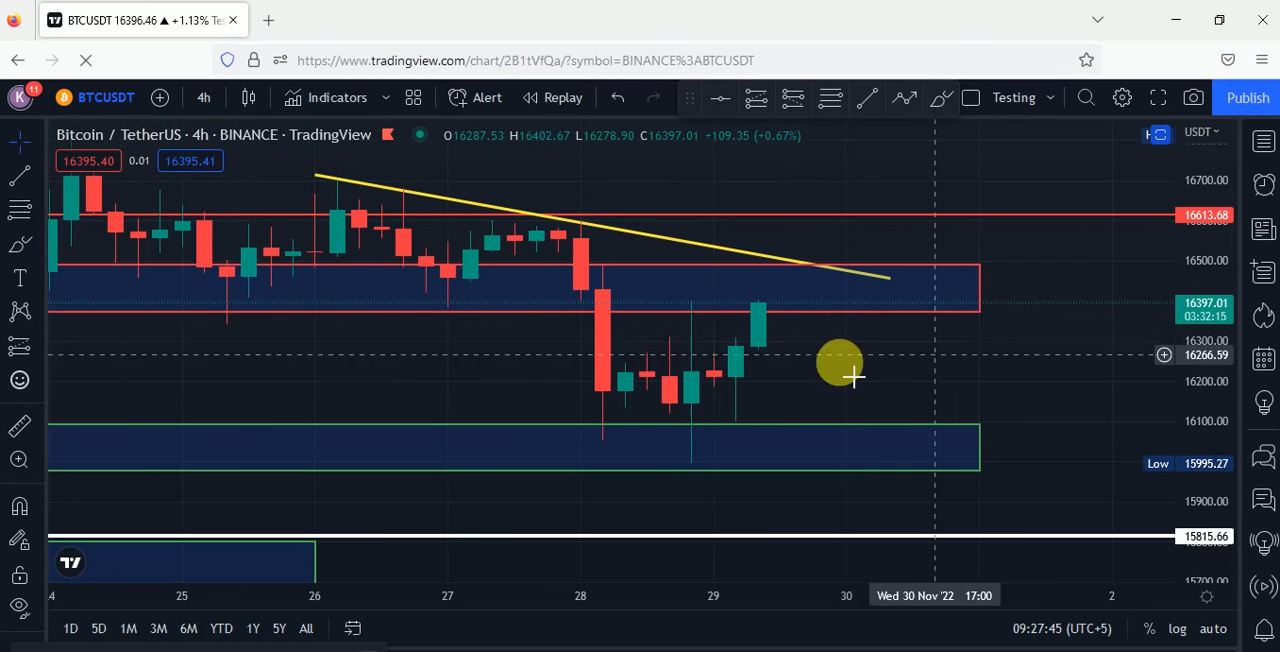 BTCUSDT 16396.46 ▲ +1.13% Tes
https://www.tradingview.com/chart/2B1tVfQa/?symbol=BINANCE%3ABTCUSDT
K 11 BTCUSDT 4h Indicators Alert Replay Testing Publish
Bitcoin / TetherUS · 4h · BINANCE · TradingView O16287.53 H16402.67 L16278.90 C16397.01 +109.35 (+0.67%) USDT
16395.40 0.01 16395.41
16700.00
16613.68
16500.00
16397.01
03:32:15
16300.00
16266.59
16200.00
16100.00
Low 15995.27
15900.00
15815.66
15700.00
4 25 26 27 28 29 30 Wed 30 Nov '22 17:00 2
1D 5D 1M 3M 6M YTD 1Y 5Y All 09:27:45 (UTC+5) % log auto